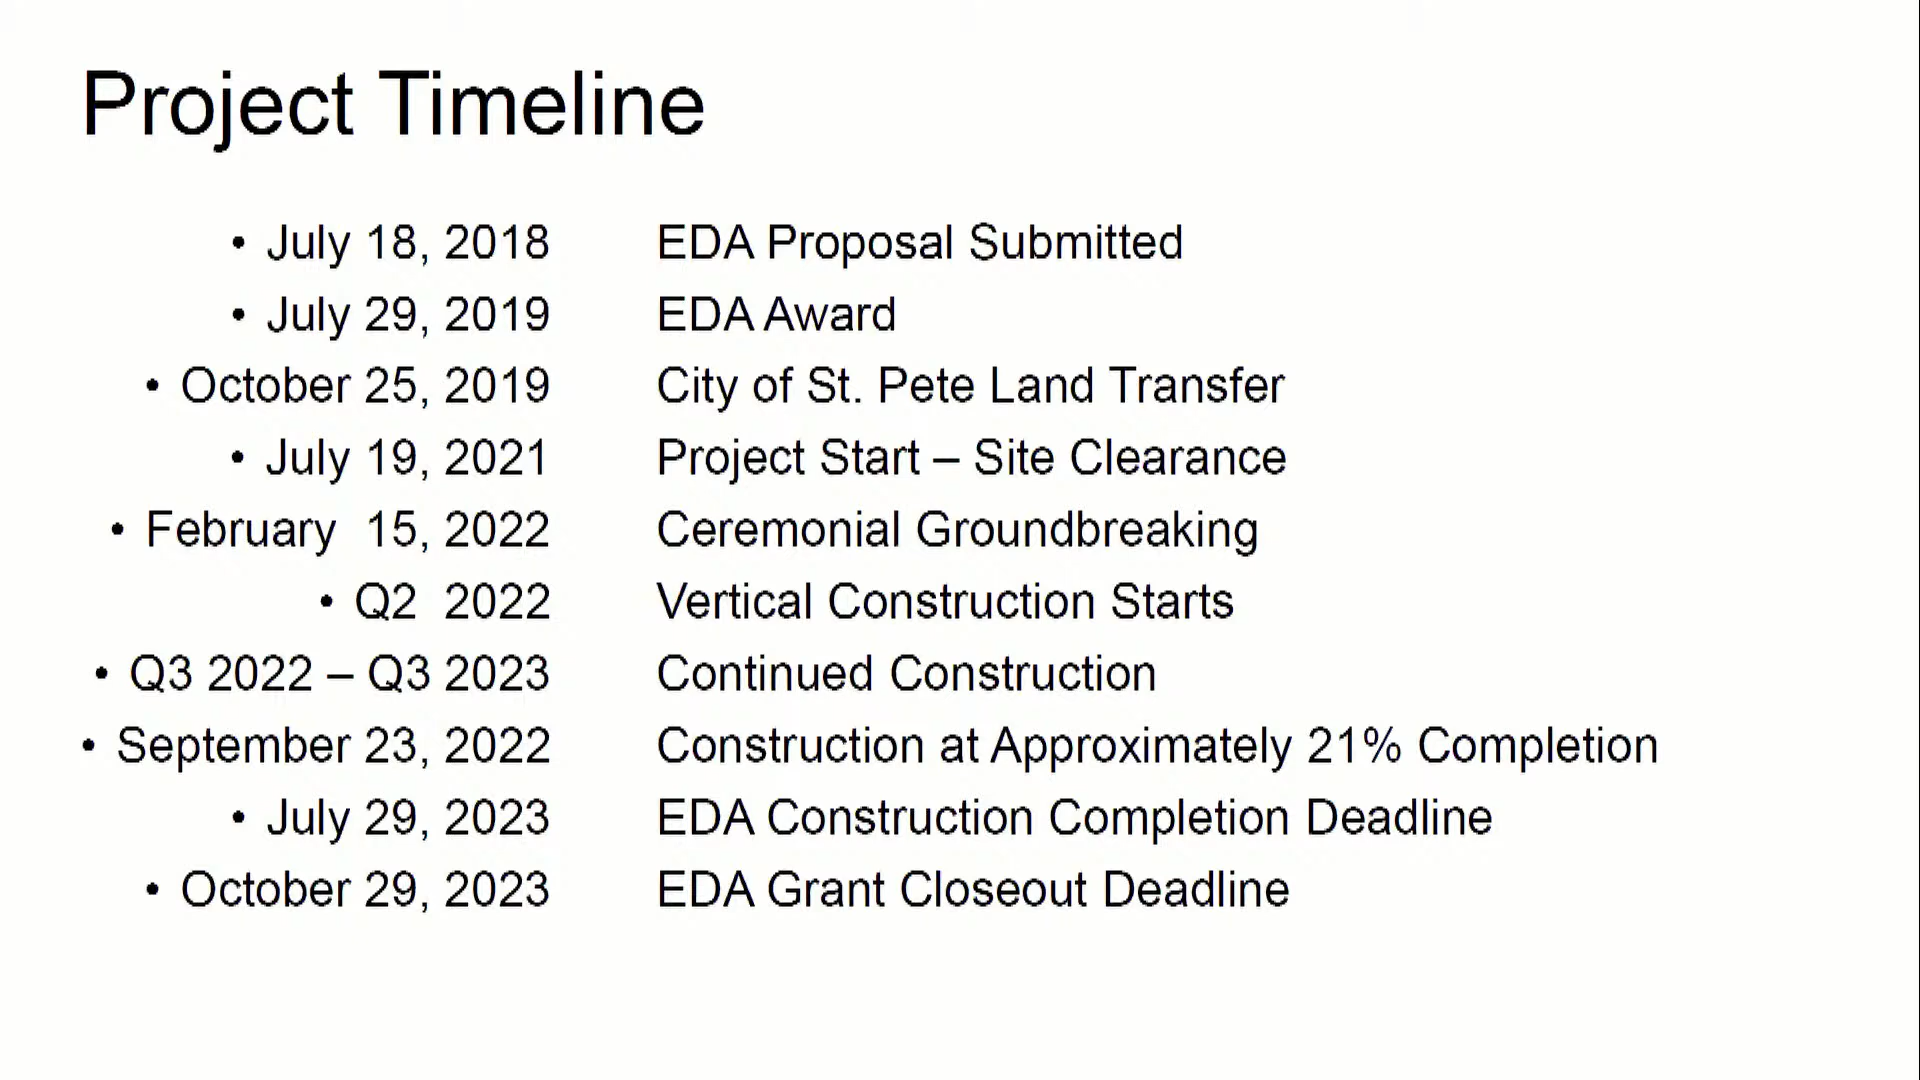 Project Timeline
• July 18, 2018 EDA Proposal Submitted
• July 29, 2019 EDA Award
• October 25, 2019 City of St. Pete Land Transfer
• July 19, 2021 Project Start – Site Clearance
• February  15, 2022 Ceremonial Groundbreaking
• Q2  2022 Vertical Construction Starts
• Q3 2022 – Q3 2023 Continued Construction
• September 23, 2022 Construction at Approximately 21% Completion
• July 29, 2023 EDA Construction Completion Deadline
• October 29, 2023 EDA Grant Closeout Deadline